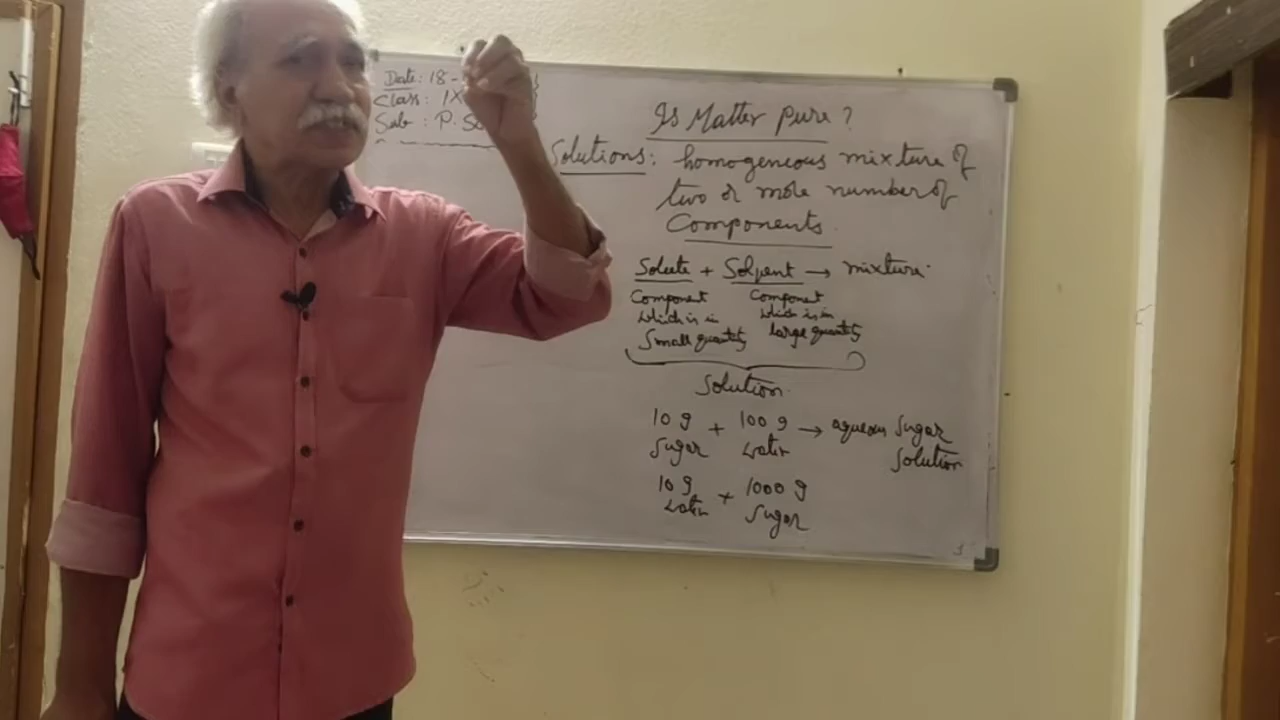 Date: 18-
Class: IX
Sub: P. Sc
Is Matter Pure?
Solutions: homogeneous mixture of
two or more number of
Components.
Solute + Solvent → mixture.
Component Component
which is in which is in
Small quantity large quantity
Solution.
10 g + 100 g → aqueous Sugar
Sugar water Solution
10 g + 1000 g
water Sugar